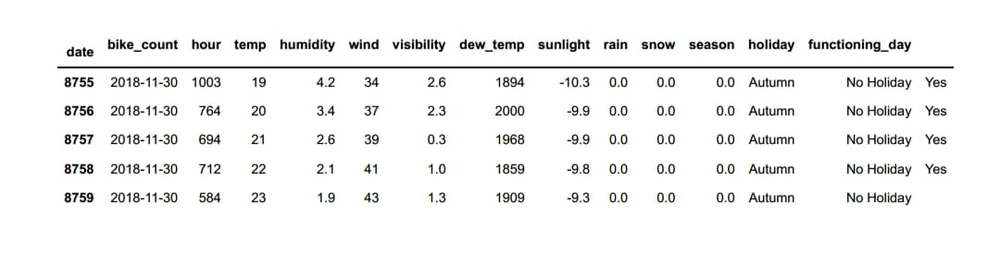 date bike_count hour temp humidity wind visibility dew_temp sunlight rain snow season holiday functioning_day
8755 2018-11-30 1003 19 4.2 34 2.6 1894 -10.3 0.0 0.0 0.0 Autumn No Holiday Yes
8756 2018-11-30 764 20 3.4 37 2.3 2000 -9.9 0.0 0.0 0.0 Autumn No Holiday Yes
8757 2018-11-30 694 21 2.6 39 0.3 1968 -9.9 0.0 0.0 0.0 Autumn No Holiday Yes
8758 2018-11-30 712 22 2.1 41 1.0 1859 -9.8 0.0 0.0 0.0 Autumn No Holiday Yes
8759 2018-11-30 584 23 1.9 43 1.3 1909 -9.3 0.0 0.0 0.0 Autumn No Holiday